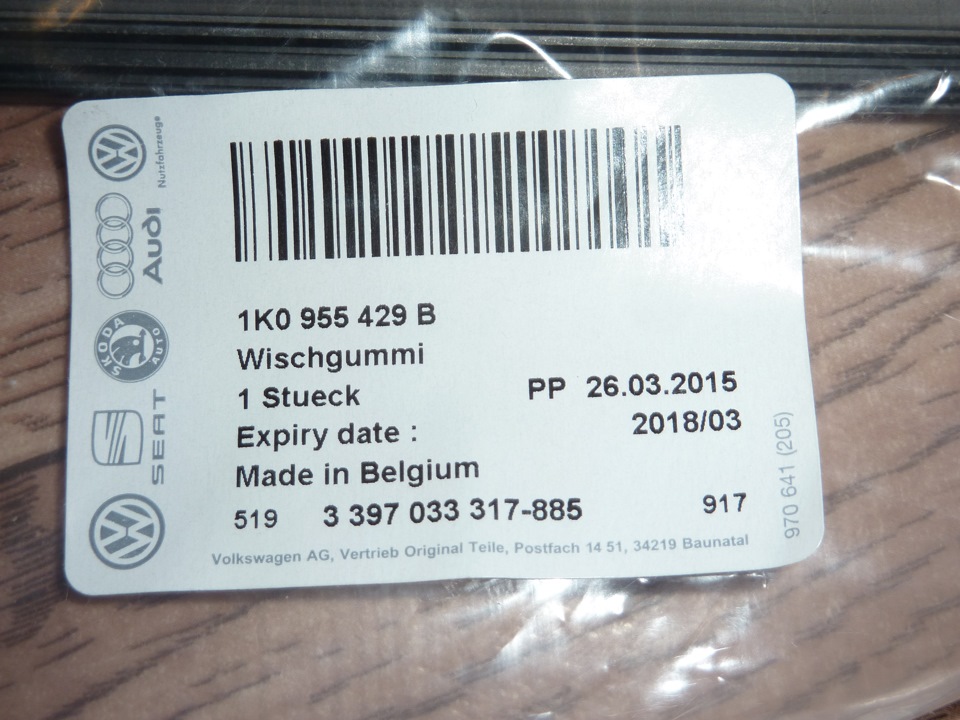 Nutzfahrzeuge
Audi
SKODA
AUTO
SEAT
1K0 955 429 B
Wischgummi
1 Stueck PP 26.03.2015
Expiry date : 2018/03
Made in Belgium
519 3 397 033 317-885 917
Volkswagen AG, Vertrieb Original Teile, Postfach 14 51, 34219 Baunatal
970 641 (205)